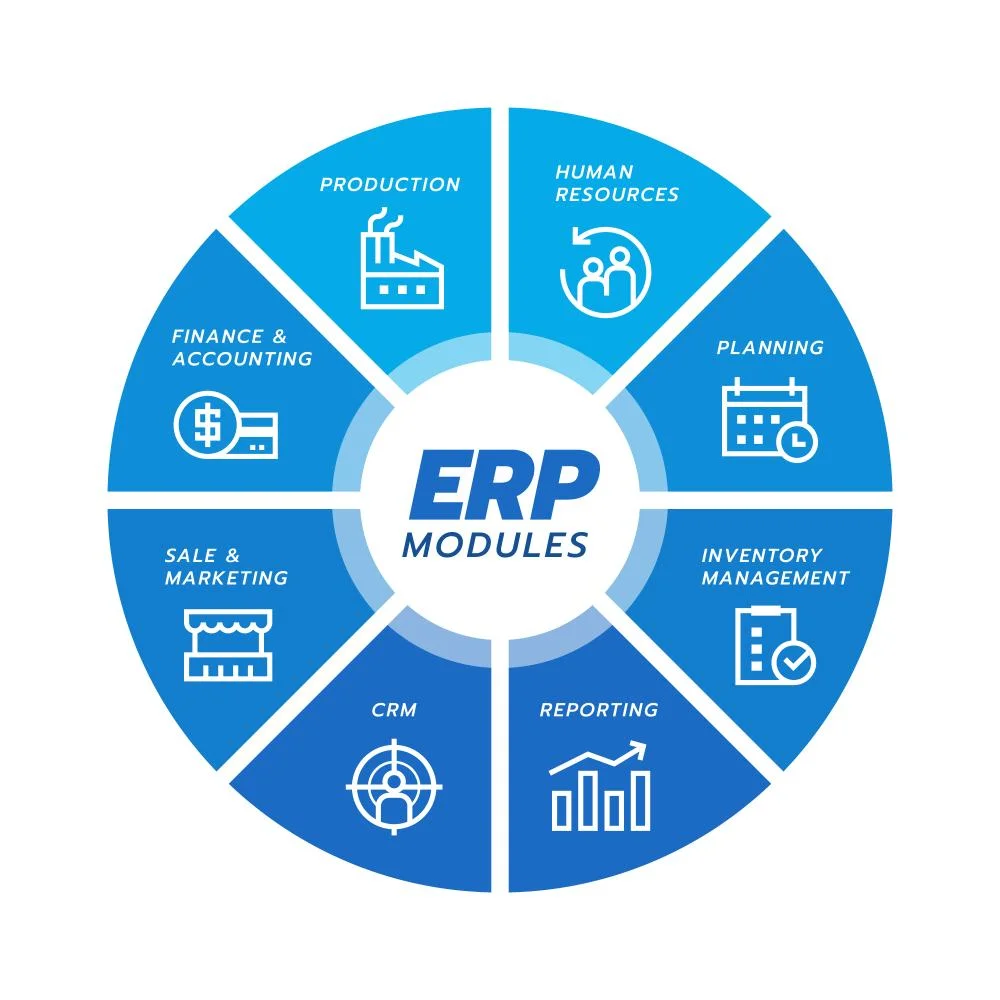 PRODUCTION
HUMAN
RESOURCES
FINANCE &
ACCOUNTING
PLANNING
ERP
MODULES
SALE &
MARKETING
INVENTORY
MANAGEMENT
CRM
REPORTING